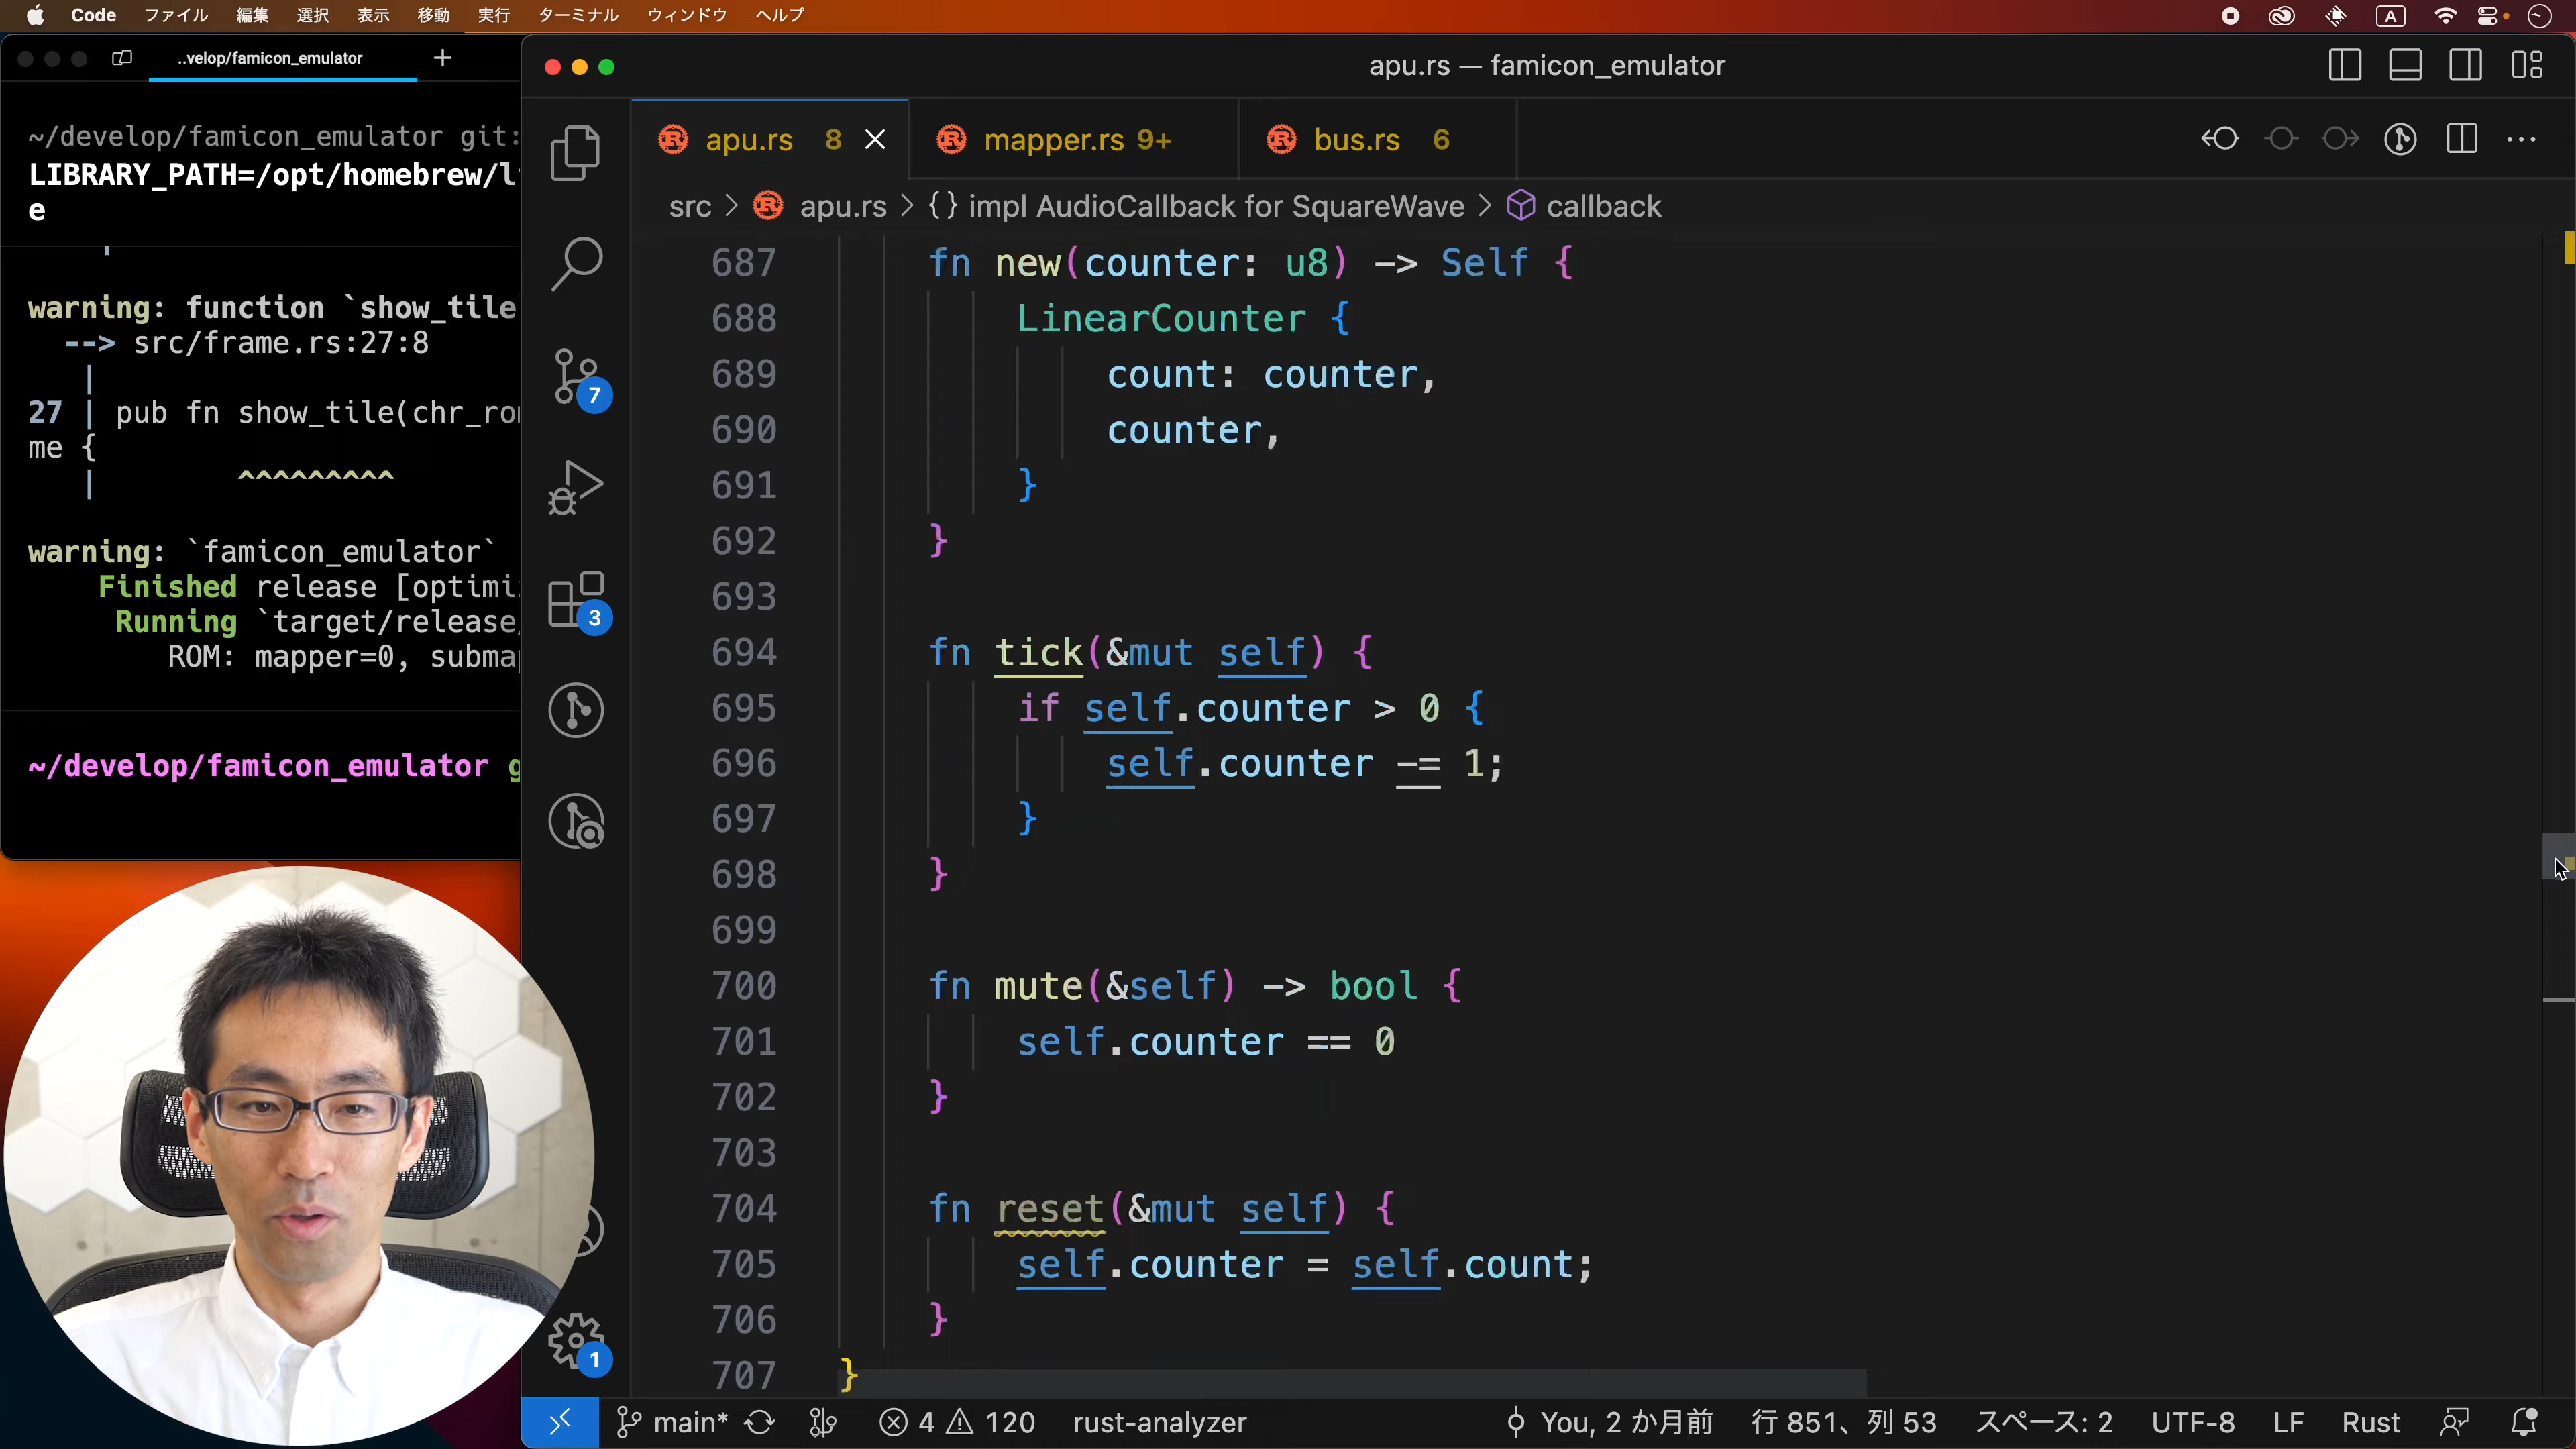 Code ファイル 編集 選択 表示 移動 実行 ターミナル ウィンドウ ヘルプ A
..velop/famicon_emulator +
~/develop/famicon_emulator git:
LIBRARY_PATH=/opt/homebrew/l
e
warning: function `show_tile
--> src/frame.rs:27:8
|
27 | pub fn show_tile(chr_ro
me {
| ^^^^^^^^^
warning: `famicon_emulator`
Finished release [optimi
Running `target/release
ROM: mapper=0, subma
~/develop/famicon_emulator g
apu.rs — famicon_emulator
apu.rs 8 mapper.rs 9+ bus.rs 6
src > apu.rs > {} impl AudioCallback for SquareWave > callback
687 fn new(counter: u8) -> Self {
688 LinearCounter {
689 count: counter,
690 counter,
691 }
692 }
693
694 fn tick(&mut self) {
695 if self.counter > 0 {
696 self.counter -= 1;
697 }
698 }
699
700 fn mute(&self) -> bool {
701 self.counter == 0
702 }
703
704 fn reset(&mut self) {
705 self.counter = self.count;
706 }
707 }
7
3
1
main* 4 120 rust-analyzer You, 2 か月前 行 851、列 53 スペース: 2 UTF-8 LF Rust